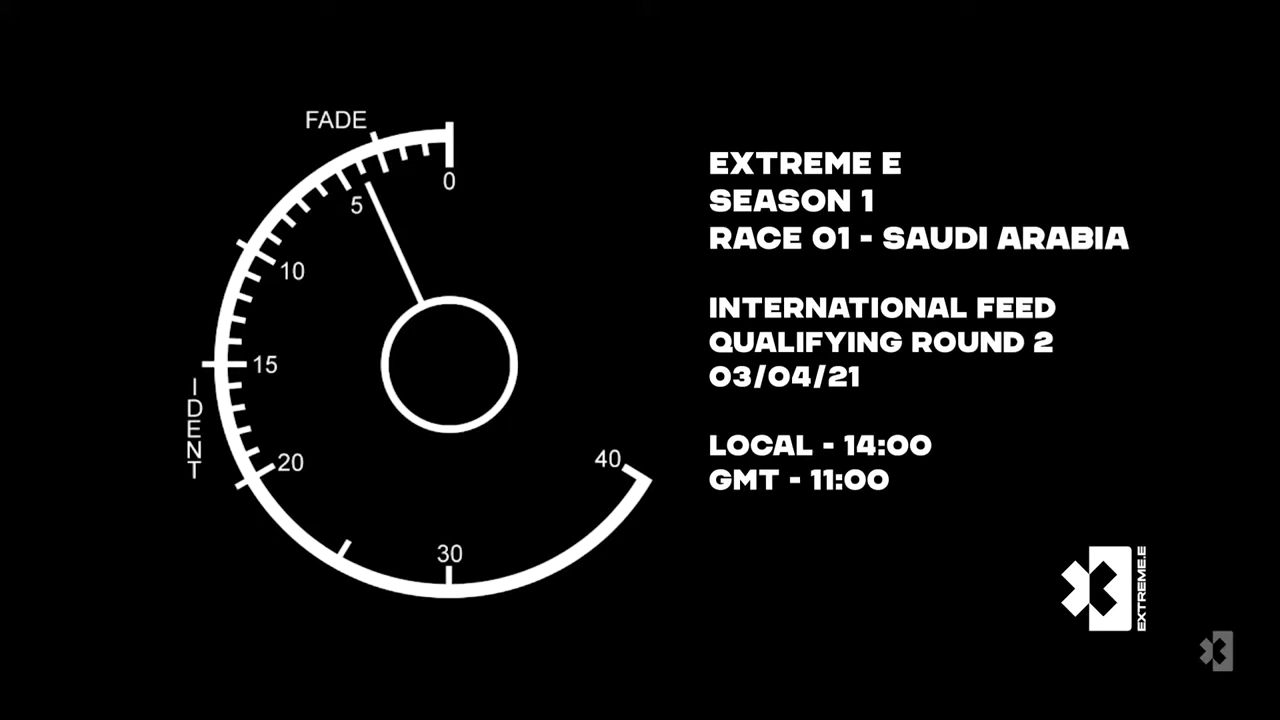 FADE
0
5
10
15
IDENT
20
30
40
EXTREME E
SEASON 1
RACE 01 - SAUDI ARABIA
INTERNATIONAL FEED
QUALIFYING ROUND 2
03/04/21
LOCAL - 14:00
GMT - 11:00
EXTREME.E